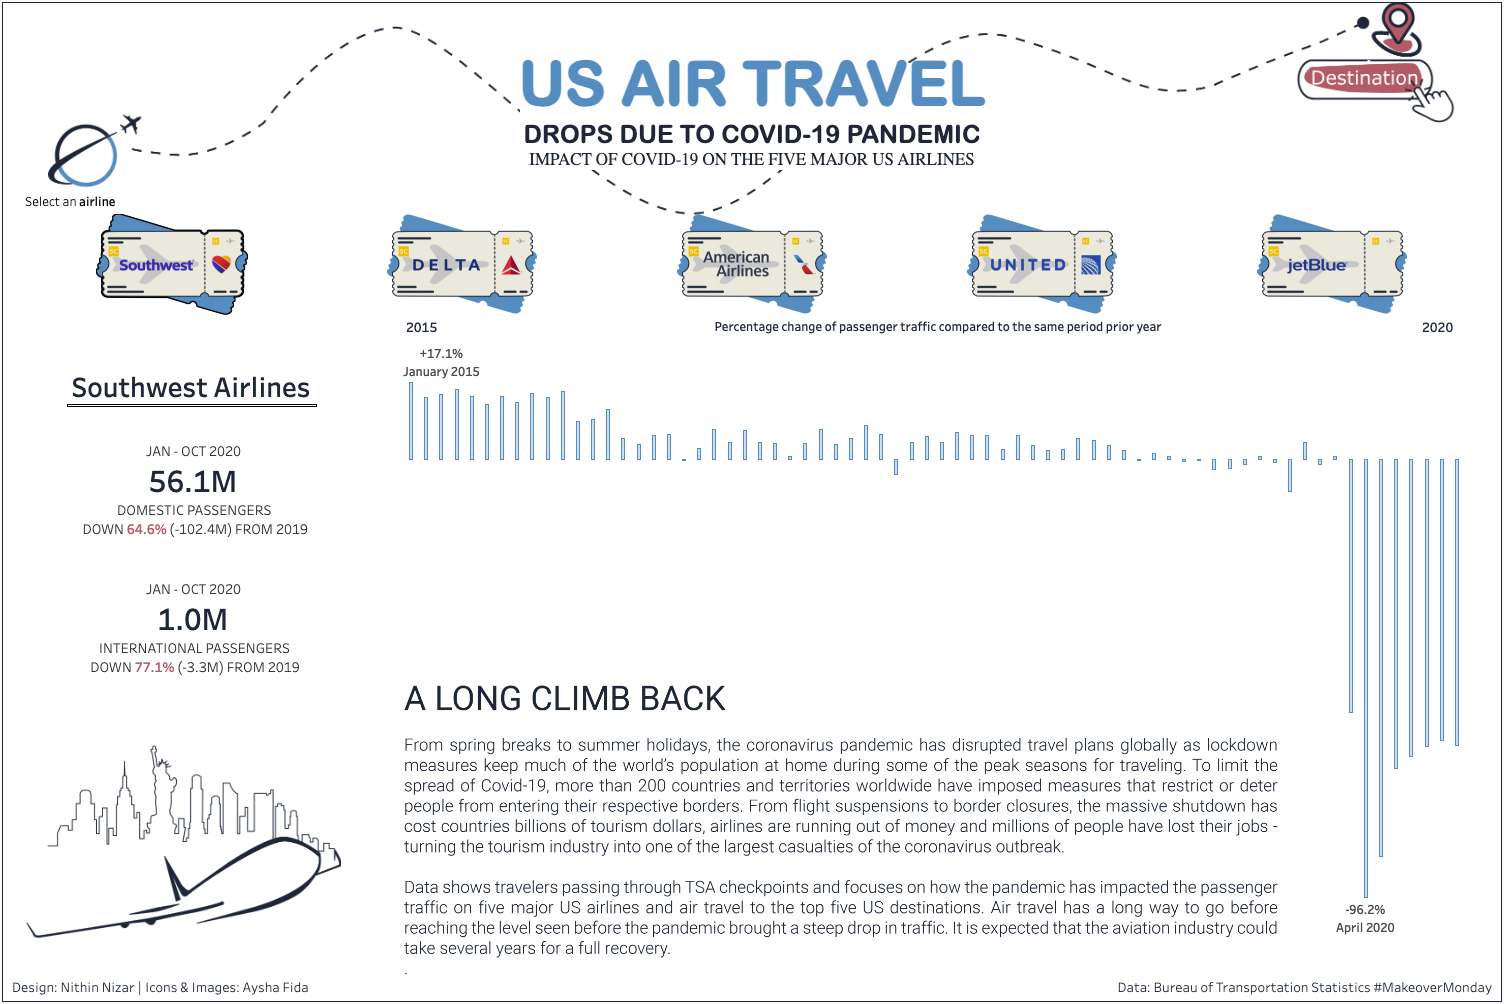 US AIR TRAVEL
Destination
DROPS DUE TO COVID-19 PANDEMIC
IMPACT OF COVID-19 ON THE FIVE MAJOR US AIRLINES
Select an airline
Southwest
DELTA
American
Airlines
UNITED
jetBlue
2015
Percentage change of passenger traffic compared to the same period prior year
2020
+17.1%
January 2015
Southwest Airlines
JAN - OCT 2020
56.1M
DOMESTIC PASSENGERS
DOWN 64.6% (-102.4M) FROM 2019
JAN - OCT 2020
1.0M
INTERNATIONAL PASSENGERS
DOWN 77.1% (-3.3M) FROM 2019
A LONG CLIMB BACK
From spring breaks to summer holidays, the coronavirus pandemic has disrupted travel plans globally as lockdown
measures keep much of the world's population at home during some of the peak seasons for traveling. To limit the
spread of Covid-19, more than 200 countries and territories worldwide have imposed measures that restrict or deter
people from entering their respective borders. From flight suspensions to border closures, the massive shutdown has
cost countries billions of tourism dollars, airlines are running out of money and millions of people have lost their jobs -
turning the tourism industry into one of the largest casualties of the coronavirus outbreak.
Data shows travelers passing through TSA checkpoints and focuses on how the pandemic has impacted the passenger
traffic on five major US airlines and air travel to the top five US destinations. Air travel has a long way to go before
reaching the level seen before the pandemic brought a steep drop in traffic. It is expected that the aviation industry could
take several years for a full recovery.
.
-96.2%
April 2020
Design: Nithin Nizar | Icons & Images: Aysha Fida
Data: Bureau of Transportation Statistics #MakeoverMonday